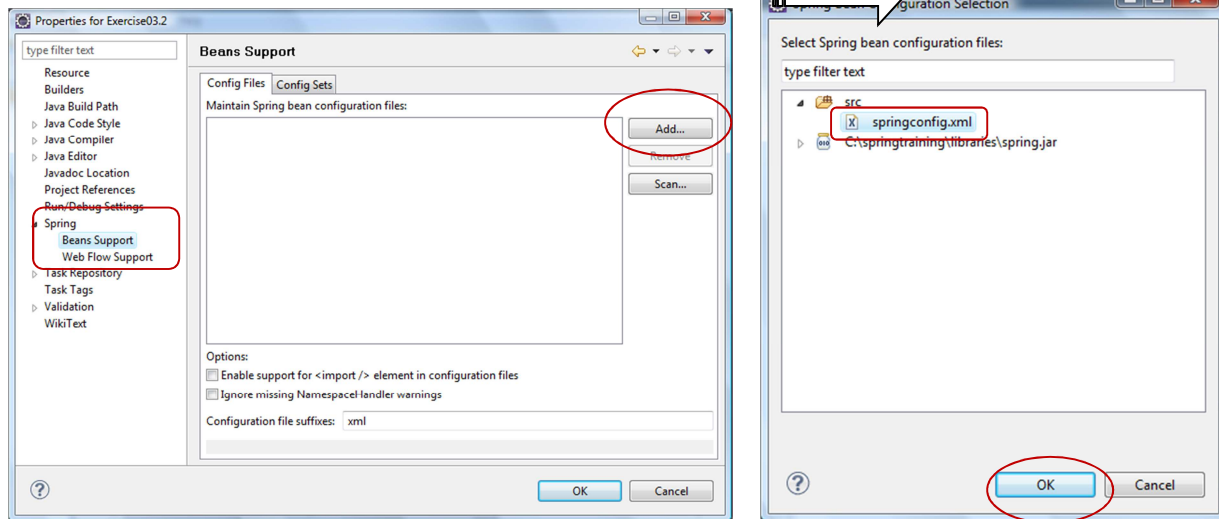 Properties for Exercise03.2
type filter text
Resource
Builders
Java Build Path
Java Code Style
Java Compiler
Java Editor
Javadoc Location
Project References
Run/Debug Settings
Spring
Beans Support
Web Flow Support
Task Repository
Task Tags
Validation
WikiText
Beans Support
Config Files
Config Sets
Maintain Spring bean configuration files:
Add...
Remove
Scan...
Options:
Enable support for <import /> element in configuration files
Ignore missing NamespaceHandler warnings
Configuration file suffixes: xml
OK
Cancel
Selection
Select Spring bean configuration files:
type filter text
src
springconfig.xml
C:\springtraining\libraries\spring.jar
OK
Cancel